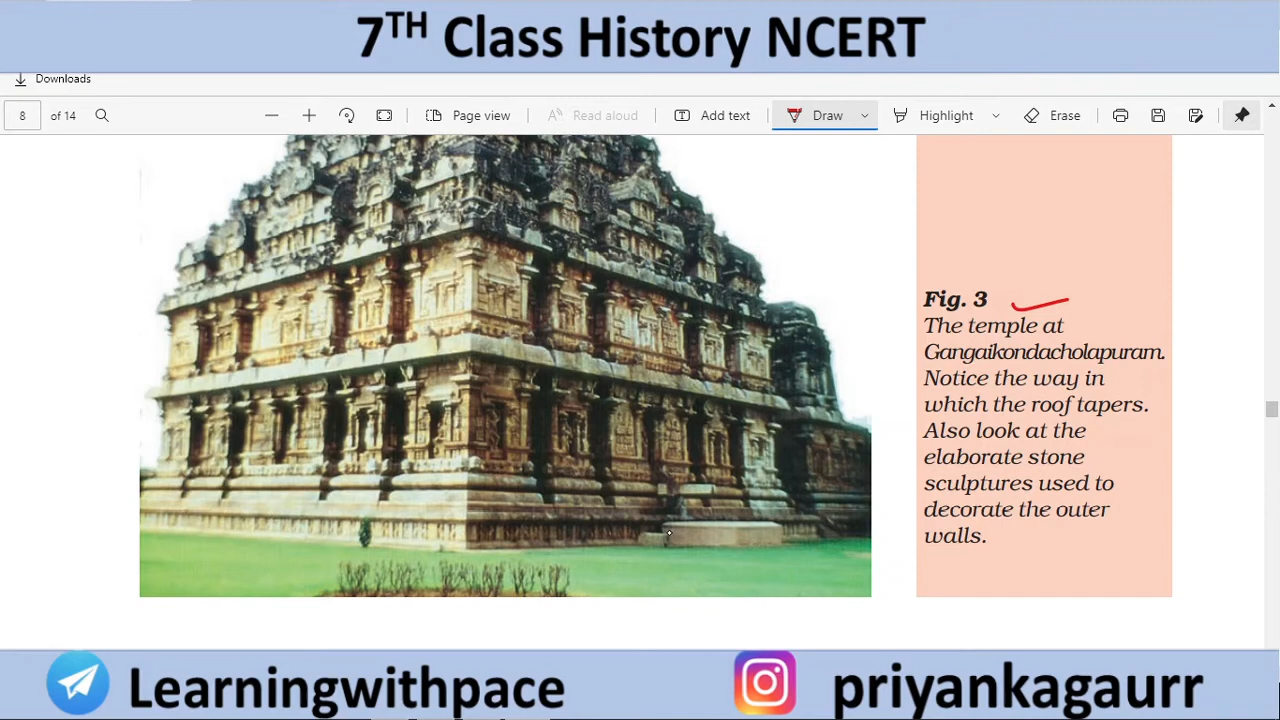 7TH Class History NCERT
Downloads
8 of 14 Page view Read aloud Add text Draw Highlight Erase
Fig. 3
The temple at
Gangaikondacholapuram.
Notice the way in
which the roof tapers.
Also look at the
elaborate stone
sculptures used to
decorate the outer
walls.
Learningwithpace priyankagaurr